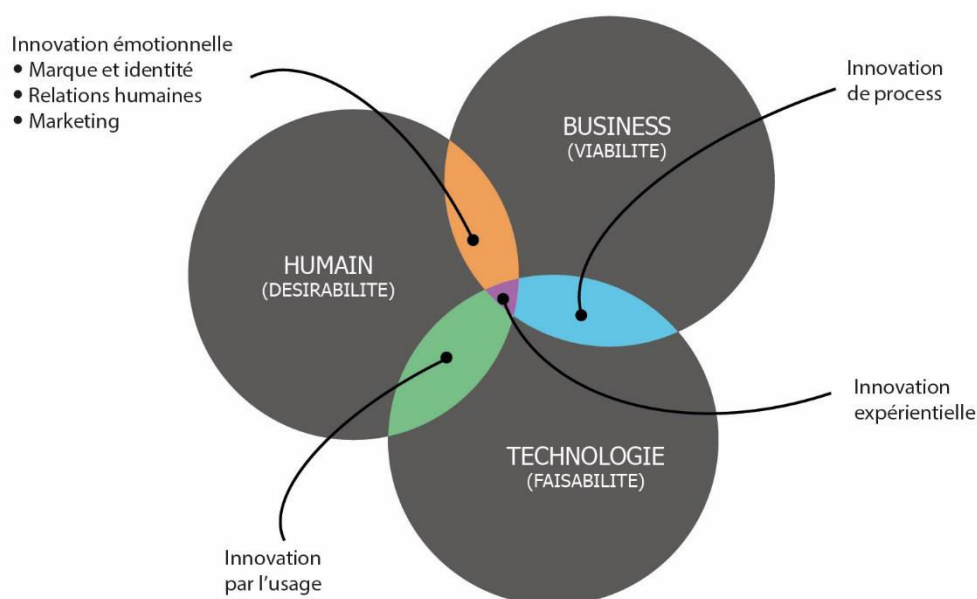 Innovation émotionnelle
• Marque et identité
• Relations humaines
• Marketing
Innovation
de process
BUSINESS
(VIABILITE)
HUMAIN
(DESIRABILITE)
Innovation
expérientielle
TECHNOLOGIE
(FAISABILITE)
Innovation
par l'usage